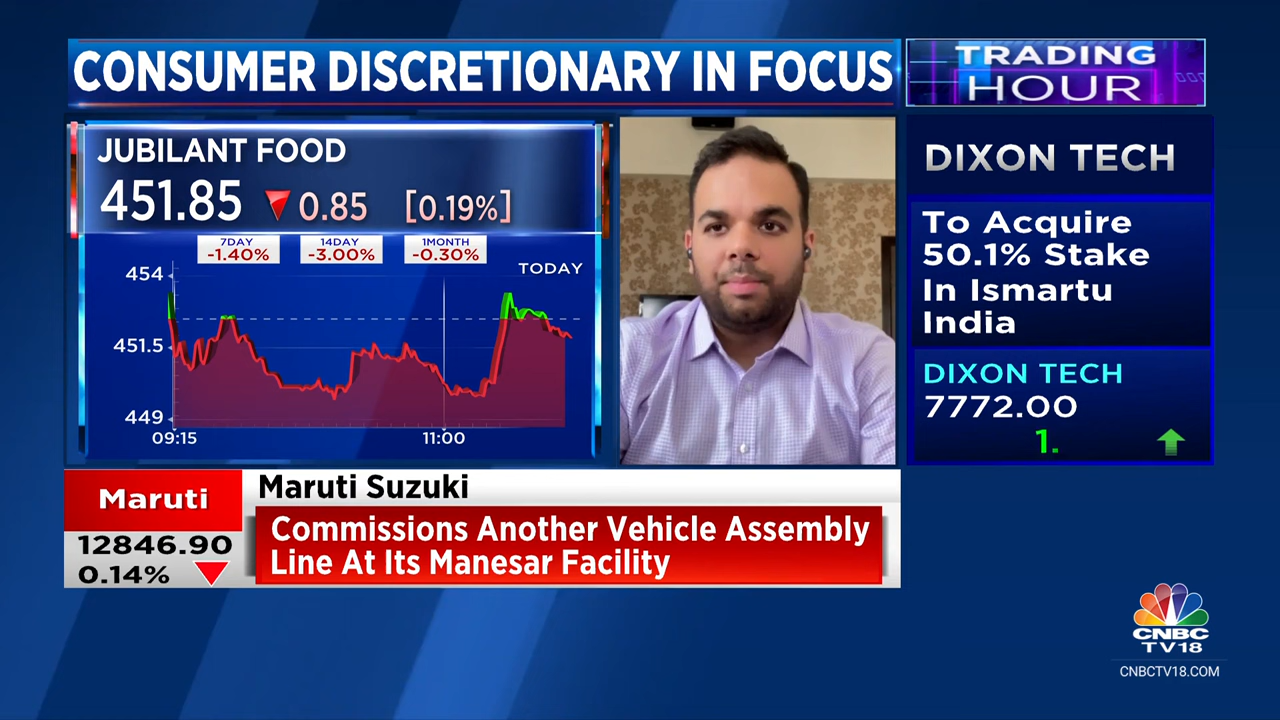 CONSUMER DISCRETIONARY IN FOCUS
TRADING
HOUR
JUBILANT FOOD
451.85 ▼ 0.85 [0.19%]
7DAY
-1.40%
14DAY
-3.00%
1MONTH
-0.30%
TODAY
454
451.5
449
09:15
11:00
DIXON TECH
To Acquire
50.1% Stake
In Ismartu
India
DIXON TECH
7772.00
1.
Maruti
12846.90
0.14%
Maruti Suzuki
Commissions Another Vehicle Assembly
Line At Its Manesar Facility
CNBC
TV18
CNBCTV18.COM